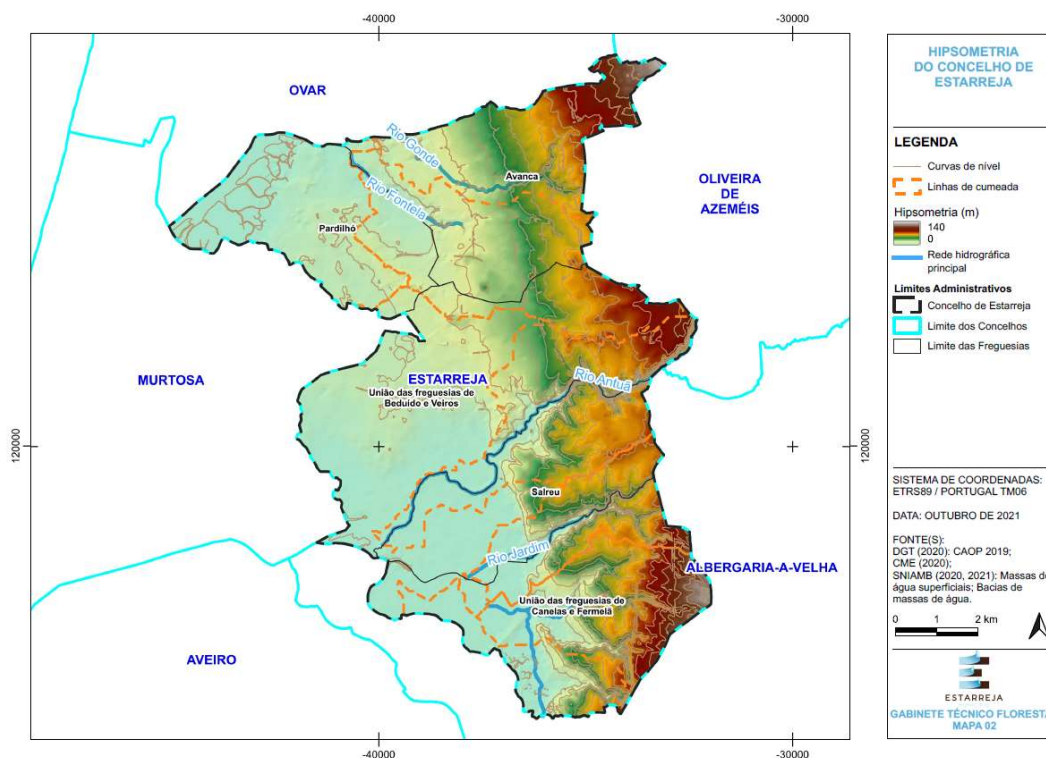 -40000
-30000
OVAR
Rio Gonde
Avanca
Rio Fontela
OLIVEIRA
DE
AZEMÉIS
Pardilhó
MURTOSA
ESTARREJA
União das freguesias de
Beduído e Veiros
Rio Antuã
120000
120000
Salreu
Rio Jardim
ALBERGARIA-A-VELHA
União das freguesias de
Canelas e Fermelã
AVEIRO
-40000
-30000
HIPSOMETRIA
DO CONCELHO DE
ESTARREJA
LEGENDA
Curvas de nível
Linhas de cumeada
Hipsometria (m)
140
0
Rede hidrográfica
principal
Limites Administrativos
Concelho de Estarreja
Limite dos Concelhos
Limite das Freguesias
SISTEMA DE COORDENADAS:
ETRS89 / PORTUGAL TM06
DATA: OUTUBRO DE 2021
FONTE(S):
DGT (2020): CAOP 2019;
CME (2020);
SNIAMB (2020, 2021): Massas de
água superficiais; Bacias de
massas de água.
0 1 2 km
ESTARREJA
GABINETE TÉCNICO FLOREST
MAPA 02